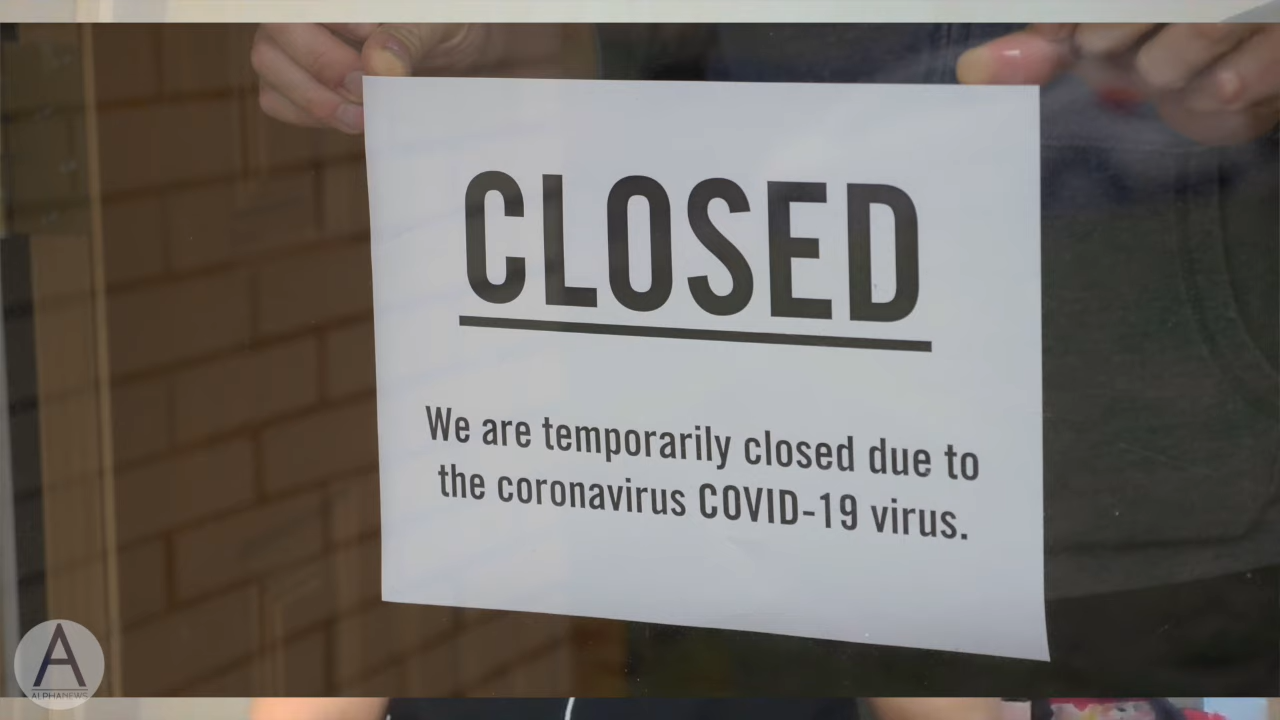 CLOSED
We are temporarily closed due to
the coronavirus COVID-19 virus.
A
ALPHANEWS